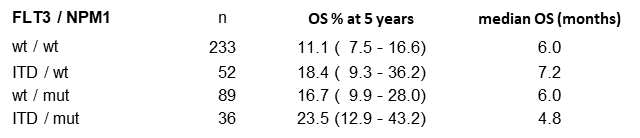 FLT3 / NPM1 n OS % at 5 years median OS (months)
wt / wt 233 11.1 ( 7.5 - 16.6) 6.0
ITD / wt 52 18.4 ( 9.3 - 36.2) 7.2
wt / mut 89 16.7 ( 9.9 - 28.0) 6.0
ITD / mut 36 23.5 (12.9 - 43.2) 4.8